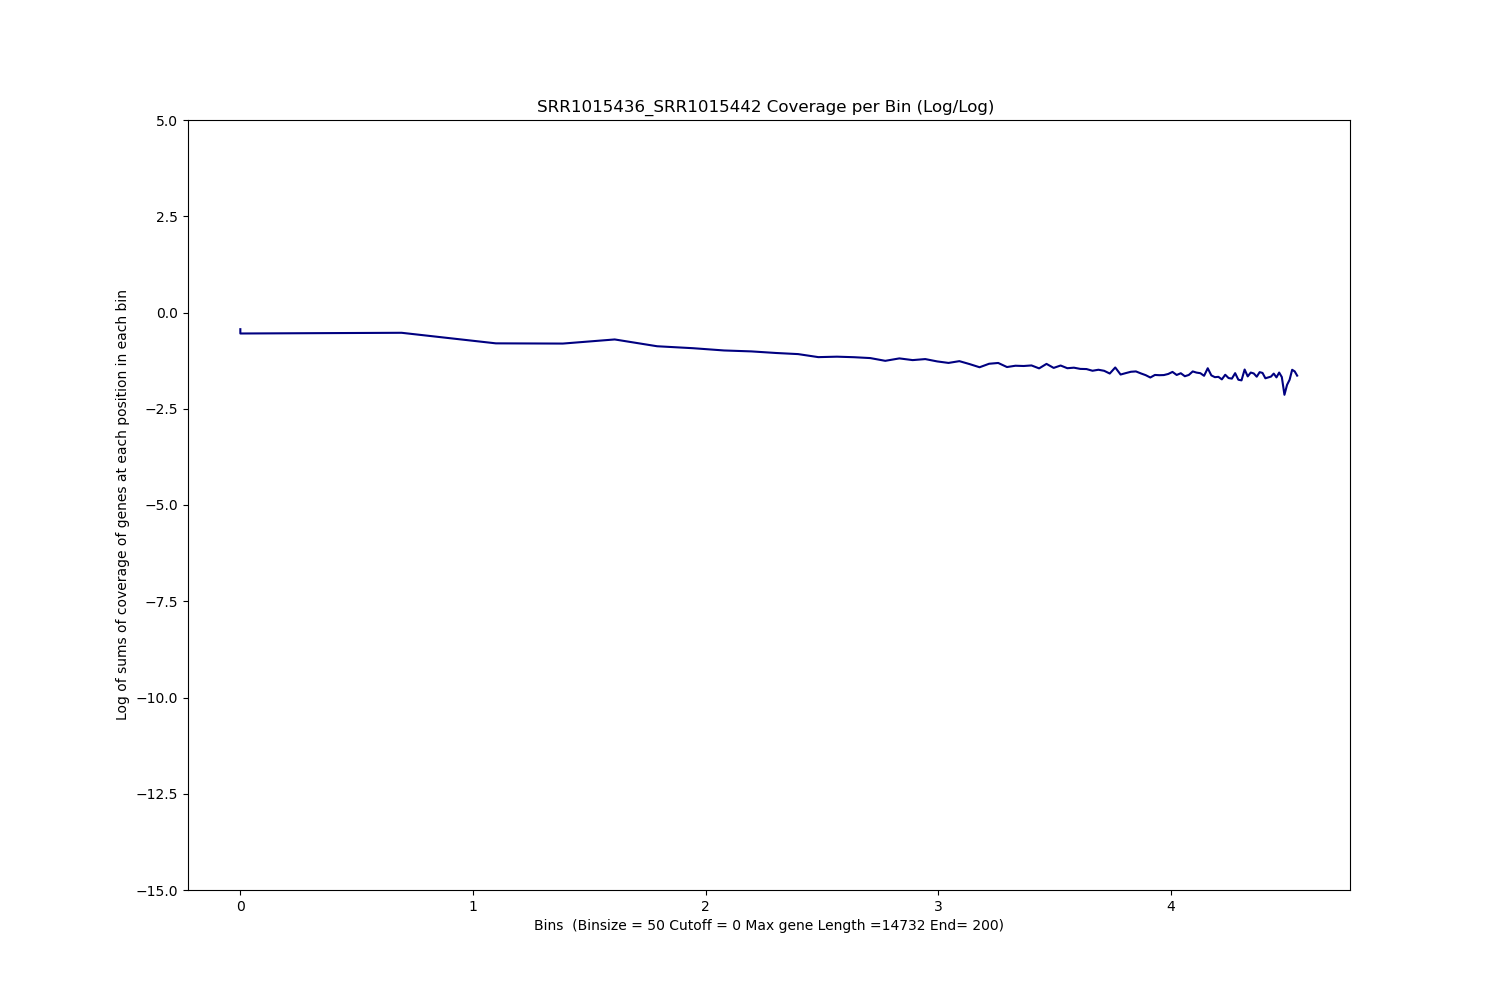 SRR1015436_SRR1015442 Coverage per Bin (Log/Log)
5.0
2.5
0.0
−2.5
−5.0
−7.5
−10.0
−12.5
−15.0
Log of sums of coverage of genes at each position in each bin
0 1 2 3 4
Bins  (Binsize = 50 Cutoff = 0 Max gene Length =14732 End= 200)